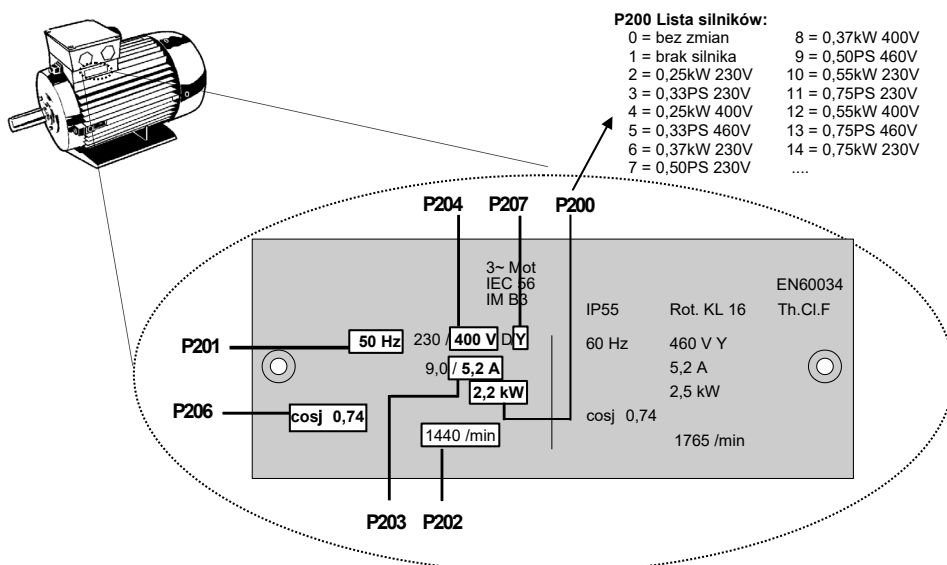 P200 Lista silników:
0 = bez zmian
1 = brak silnika
2 = 0,25kW 230V
3 = 0,33PS 230V
4 = 0,25kW 400V
5 = 0,33PS 460V
6 = 0,37kW 230V
7 = 0,50PS 230V
8 = 0,37kW 400V
9 = 0,50PS 460V
10 = 0,55kW 230V
11 = 0,75PS 230V
12 = 0,55kW 400V
13 = 0,75PS 460V
14 = 0,75kW 230V
....
P204 P207 P200
3~ Mot
IEC 56
IM B3
EN60034
IP55 Rot. KL 16 Th.Cl.F
P201 50 Hz 230 / 400 V D Y 60 Hz 460 V Y
9,0 / 5,2 A 5,2 A
2,2 kW 2,5 kW
P206 cosj 0,74 cosj 0,74
1440 /min 1765 /min
P203 P202